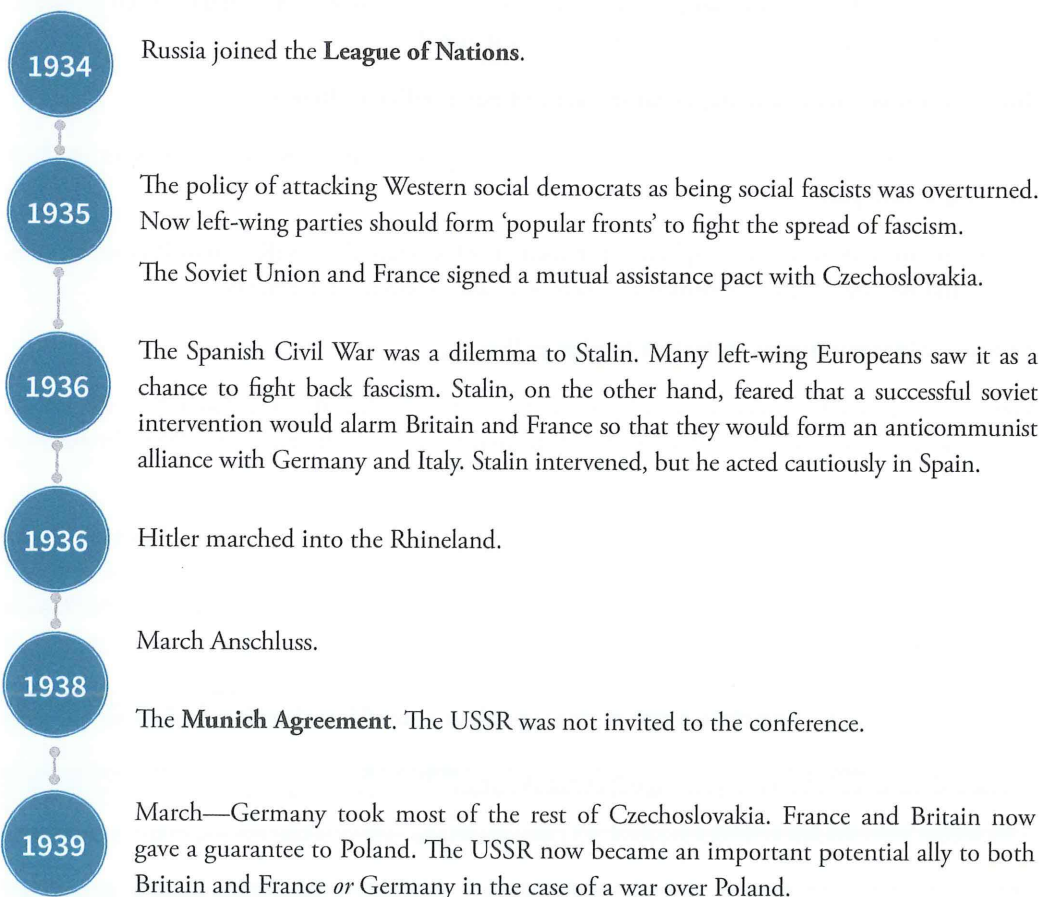 1934
Russia joined the League of Nations.
1935
The policy of attacking Western social democrats as being social fascists was overturned.
Now left-wing parties should form ‘popular fronts’ to fight the spread of fascism.
The Soviet Union and France signed a mutual assistance pact with Czechoslovakia.
1936
The Spanish Civil War was a dilemma to Stalin. Many left-wing Europeans saw it as a
chance to fight back fascism. Stalin, on the other hand, feared that a successful soviet
intervention would alarm Britain and France so that they would form an anticommunist
alliance with Germany and Italy. Stalin intervened, but he acted cautiously in Spain.
1936
Hitler marched into the Rhineland.
1938
March Anschluss.
The Munich Agreement. The USSR was not invited to the conference.
1939
March—Germany took most of the rest of Czechoslovakia. France and Britain now
gave a guarantee to Poland. The USSR now became an important potential ally to both
Britain and France or Germany in the case of a war over Poland.